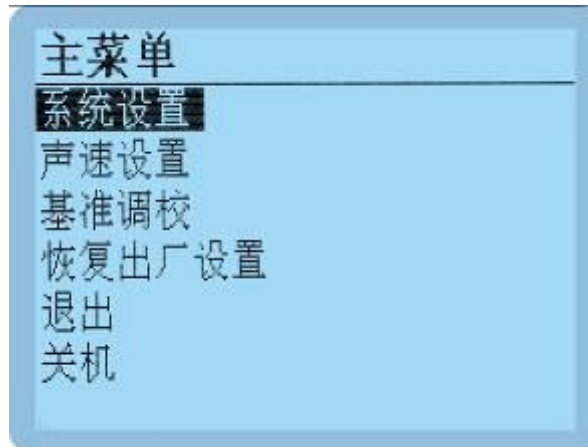 主菜单
系统设置
声速设置
基准调校
恢复出厂设置
退出
关机